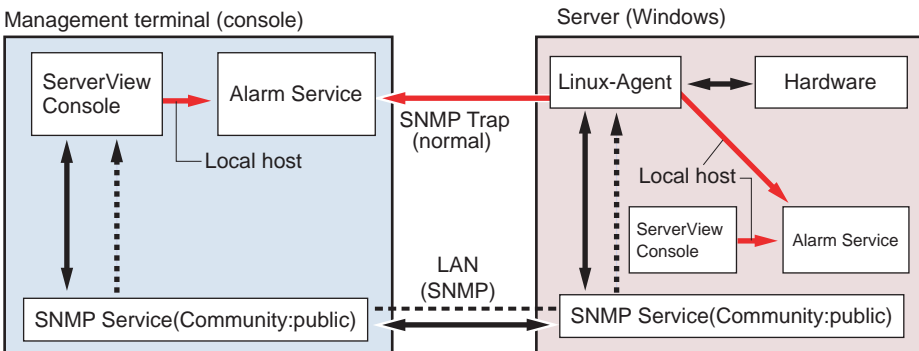 Management terminal (console)
Server (Windows)
ServerView
Console
Alarm Service
Linux-Agent
Hardware
SNMP Trap
(normal)
Local host
Local host
ServerView
Console
Alarm Service
LAN
(SNMP)
SNMP Service(Community:public)
SNMP Service(Community:public)